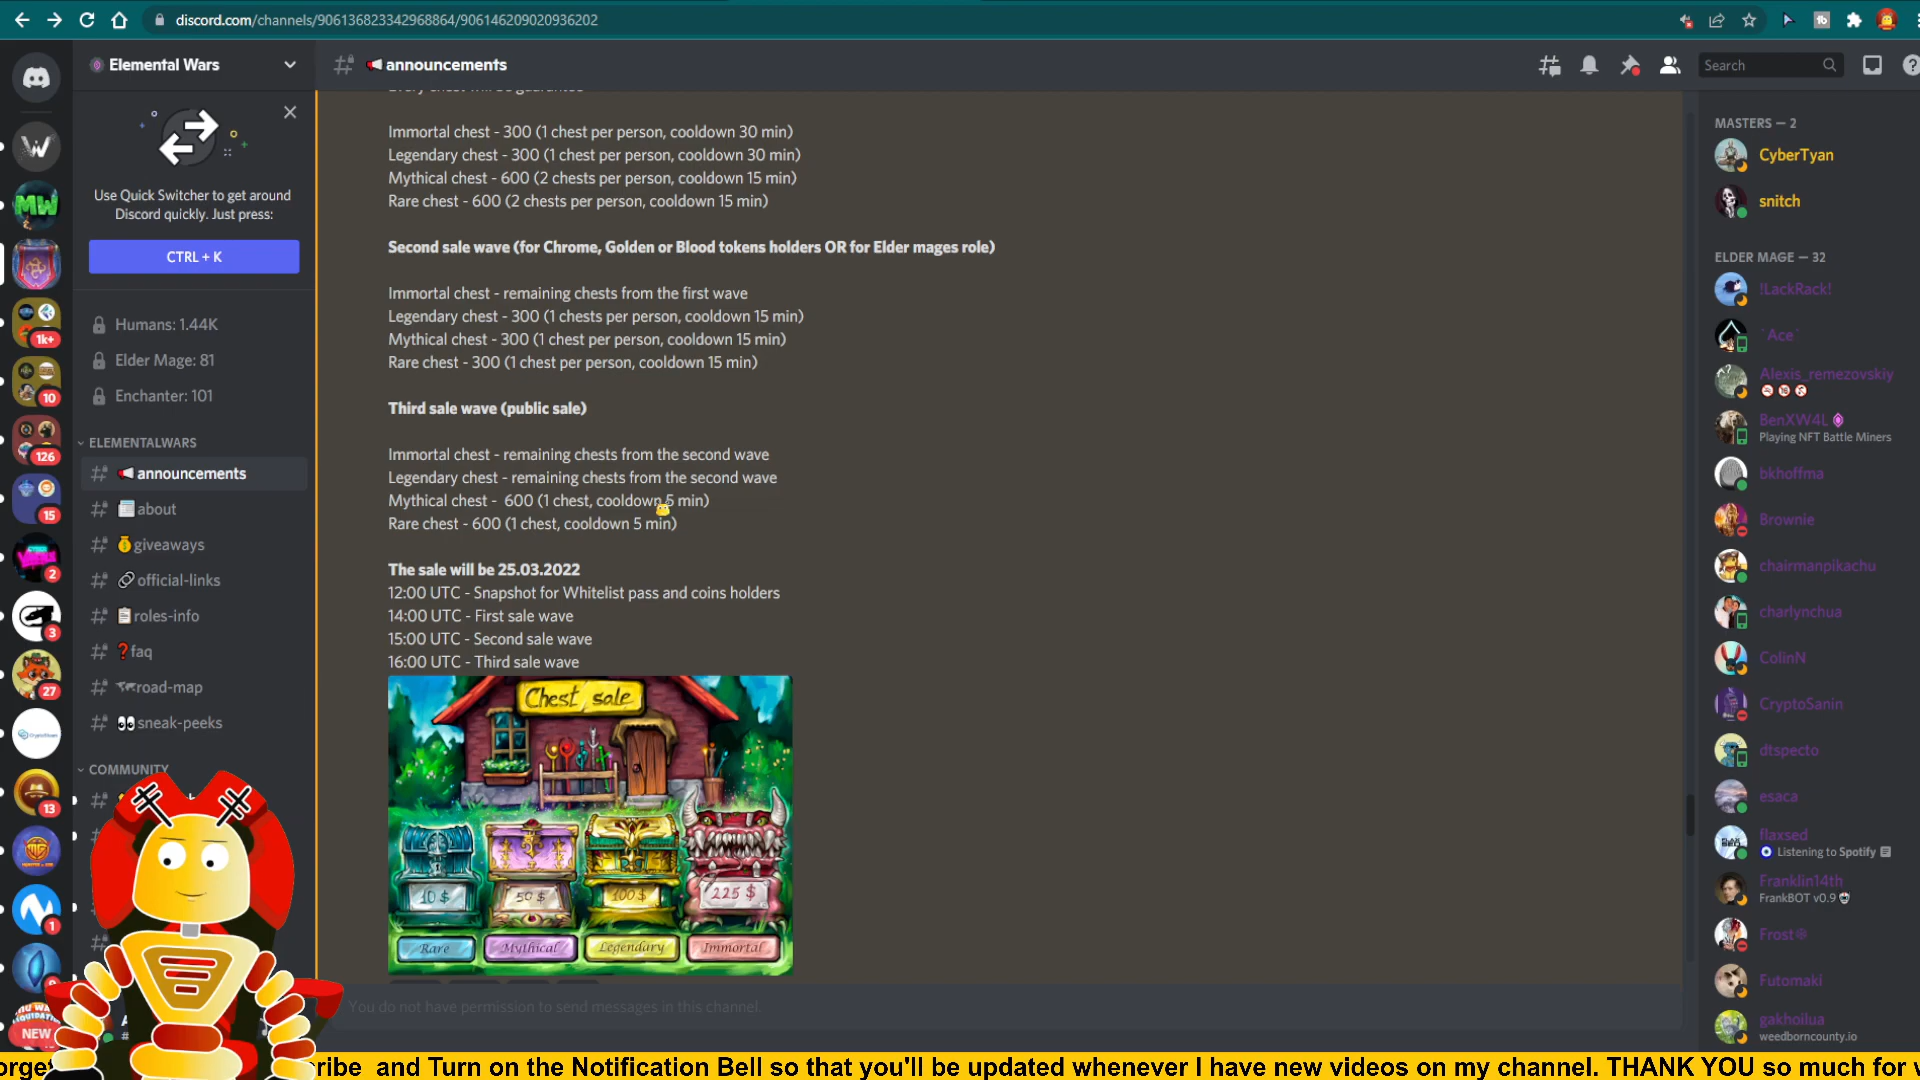 discord.com/channels/906136823342968864/906146209020936202
Elemental Wars
announcements
Search
Use Quick Switcher to get around
Discord quickly. Just press:
CTRL + K
Humans: 1.44K
Elder Mage: 81
Enchanter: 101
ELEMENTALWARS
announcements
about
giveaways
official-links
roles-info
faq
road-map
sneak-peeks
COMMUNITY
1k+
10
126
15
2
3
27
13
1
NEW
Every chest will be guarantee
Immortal chest - 300 (1 chest per person, cooldown 30 min)
Legendary chest - 300 (1 chest per person, cooldown 30 min)
Mythical chest - 600 (2 chests per person, cooldown 15 min)
Rare chest - 600 (2 chests per person, cooldown 15 min)
Second sale wave (for Chrome, Golden or Blood tokens holders OR for Elder mages role)
Immortal chest - remaining chests from the first wave
Legendary chest - 300 (1 chests per person, cooldown 15 min)
Mythical chest - 300 (1 chest per person, cooldown 15 min)
Rare chest - 300 (1 chest per person, cooldown 15 min)
Third sale wave (public sale)
Immortal chest - remaining chests from the second wave
Legendary chest - remaining chests from the second wave
Mythical chest - 600 (1 chest, cooldown 5 min)
Rare chest - 600 (1 chest, cooldown 5 min)
The sale will be 25.03.2022
12:00 UTC - Snapshot for Whitelist pass and coins holders
14:00 UTC - First sale wave
15:00 UTC - Second sale wave
16:00 UTC - Third sale wave
Chest sale
10 $ 50 $ 100 $ 225 $
Rare Mythical Legendary Immortal
You do not have permission to send messages in this channel.
MASTERS — 2
CyberTyan
snitch
ELDER MAGE — 32
!LackRack!
`Ace`
Alexis_remezovskiy
BenXW4L
Playing NFT Battle Miners
bkhoffma
Brownie
chairmanpikachu
charlynchua
ColinN
CryptoSanin
dtspecto
esaca
flaxsed
Listening to Spotify
Franklin14th
FrankBOT v0.9
Frost
Futomaki
gakhoilua
weedborncounty.io
orget ribe and Turn on the Notification Bell so that you'll be updated whenever I have new videos on my channel. THANK YOU so much for